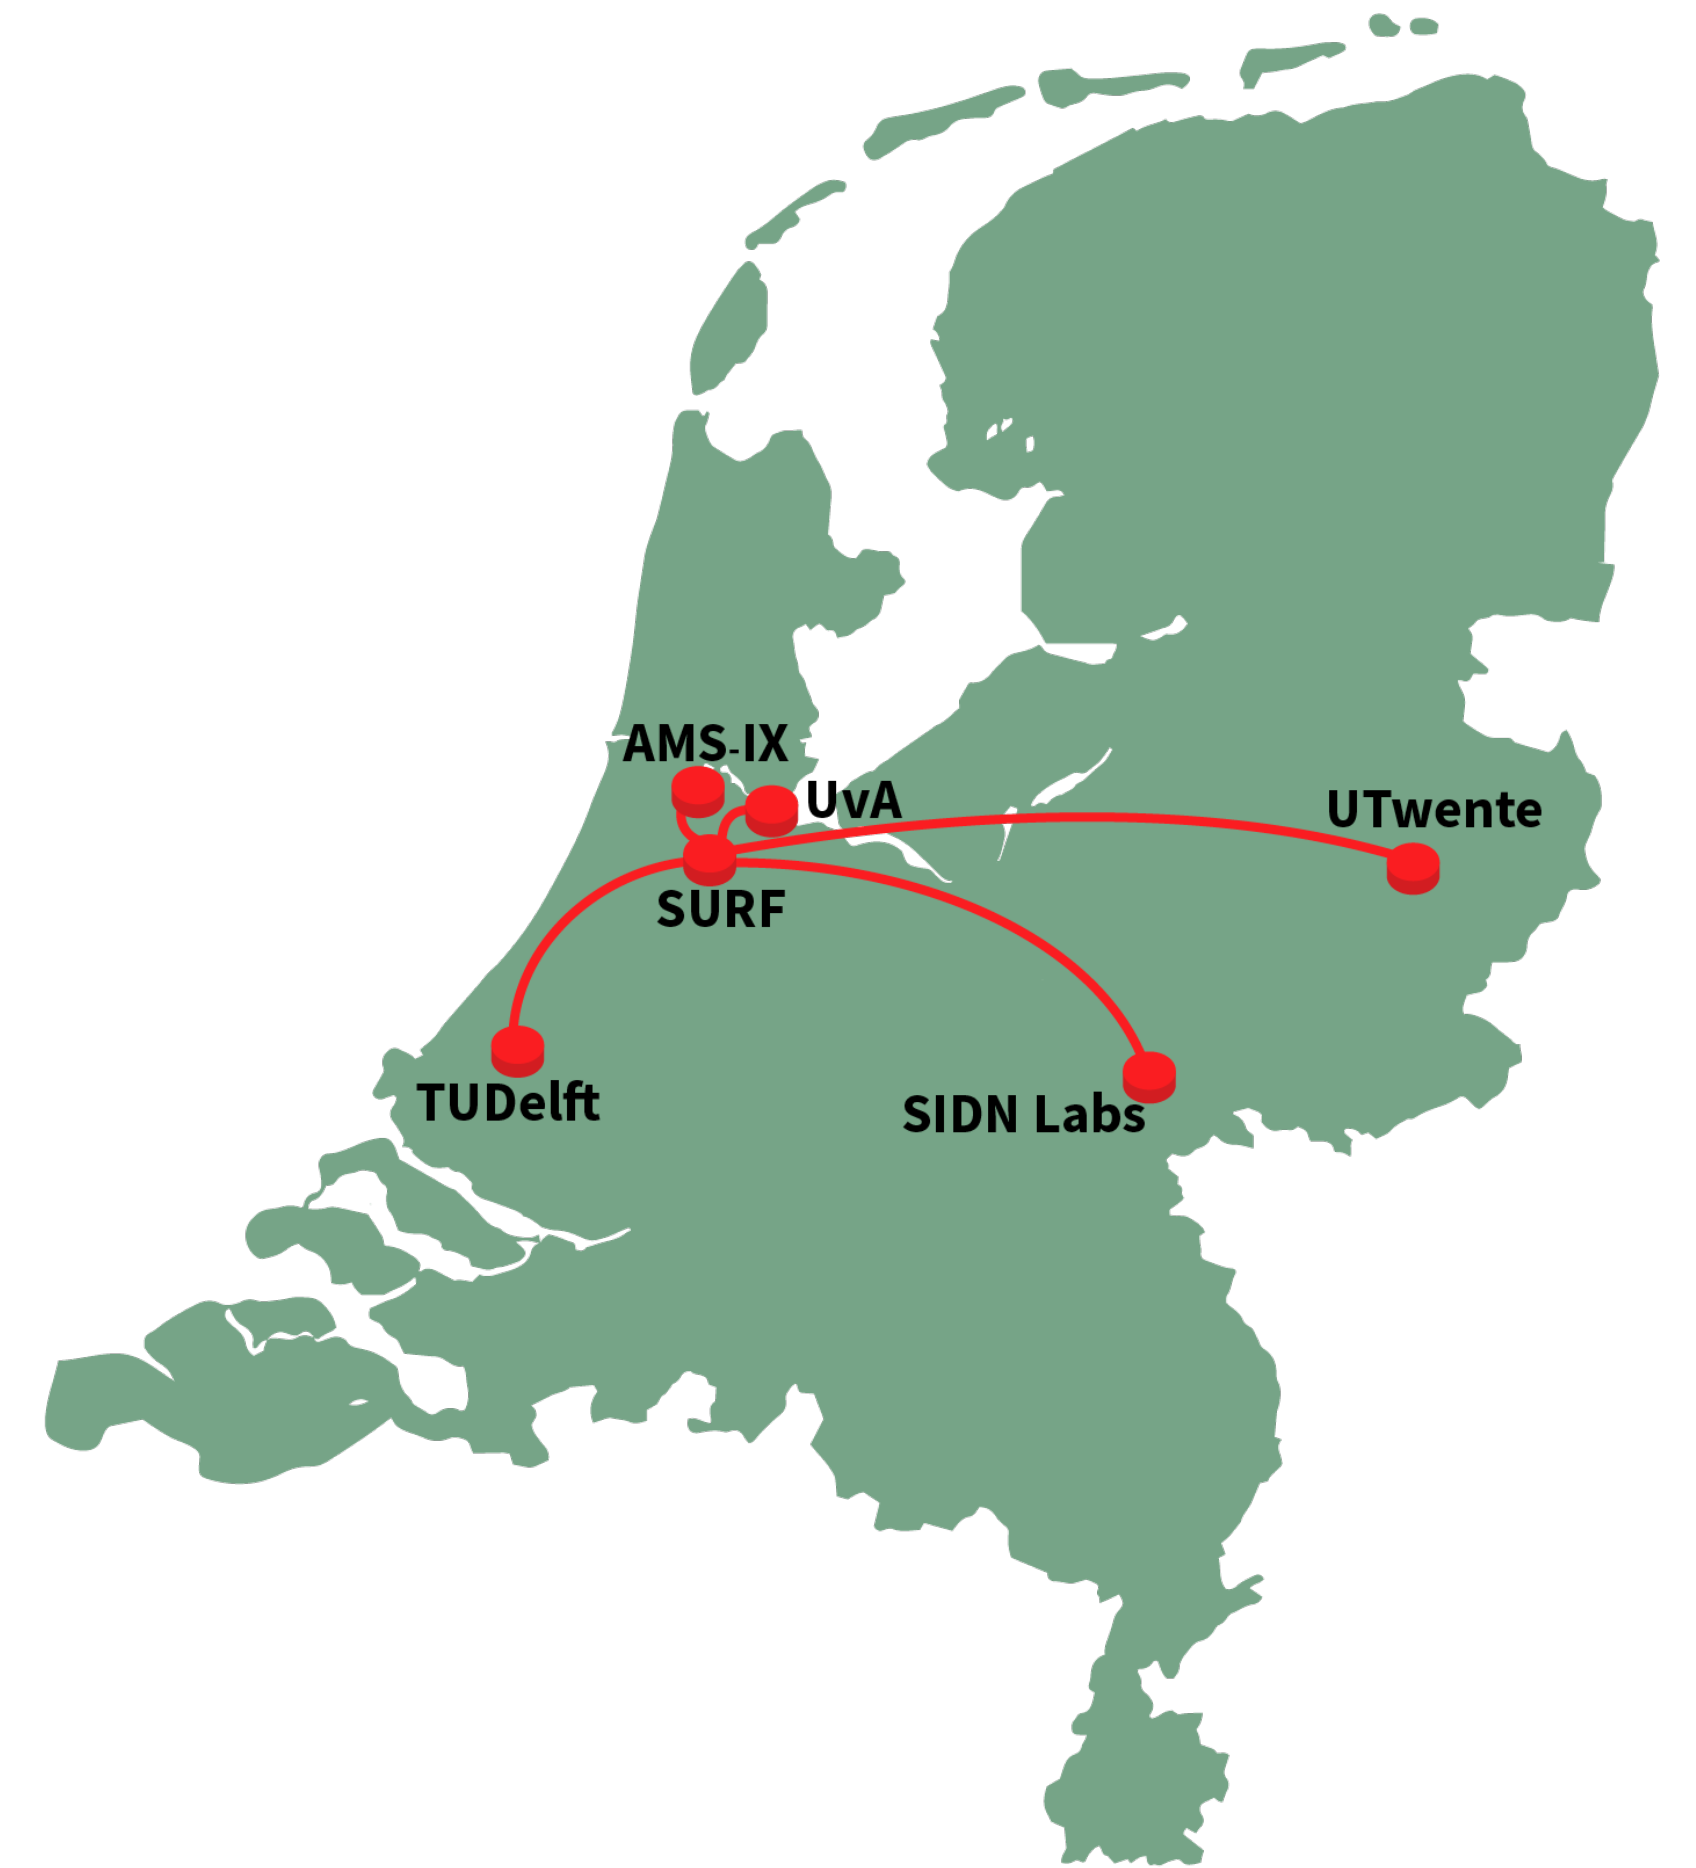 AMS-IX
UvA
UTwente
SURF
TUDelft
SIDN Labs